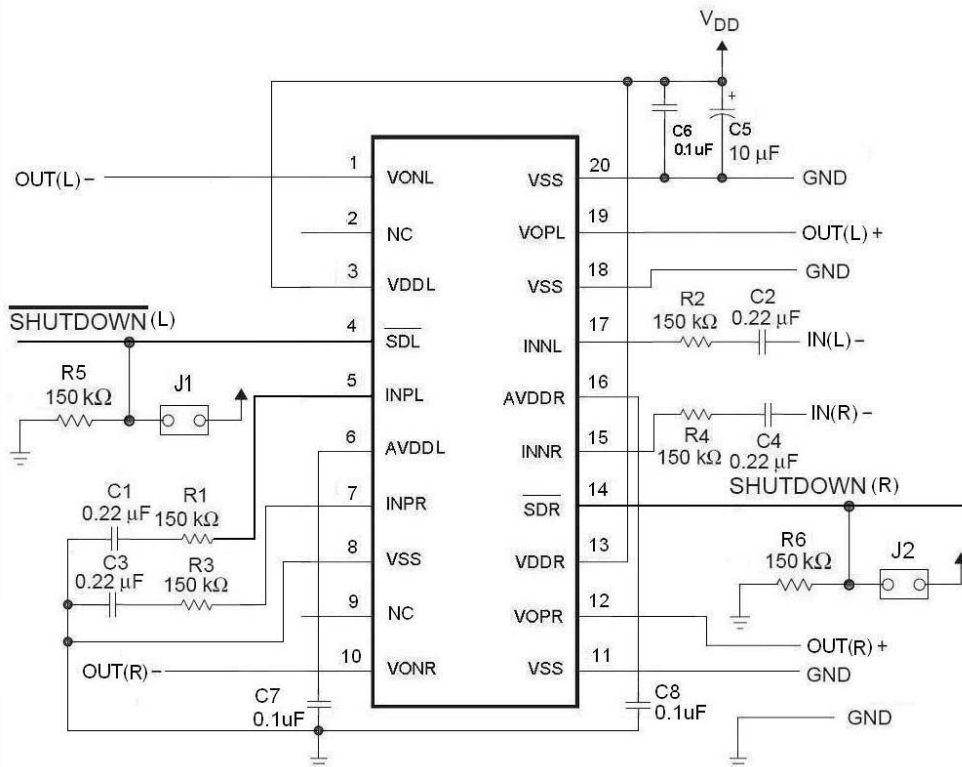 VDD
C6
0.1uF
+
C5
10 µF
OUT(L)−
1
VONL
VSS
20
GND
2
NC
VOPL
19
OUT(L)+
3
VDDL
VSS
18
GND
SHUTDOWN(L)
4
SDL
INNL
17
R2
150 kΩ
C2
0.22 µF
IN(L)−
R5
150 kΩ
J1
5
INPL
AVDDR
16
6
AVDDL
INNR
15
R4
150 kΩ
C4
0.22 µF
IN(R)−
7
INPR
SDR
14
SHUTDOWN(R)
C1
0.22 µF
R1
150 kΩ
8
VSS
VDDR
13
R6
150 kΩ
J2
C3
0.22 µF
R3
150 kΩ
9
NC
VOPR
12
OUT(R)+
OUT(R)−
10
VONR
VSS
11
GND
C7
0.1uF
C8
0.1uF
GND